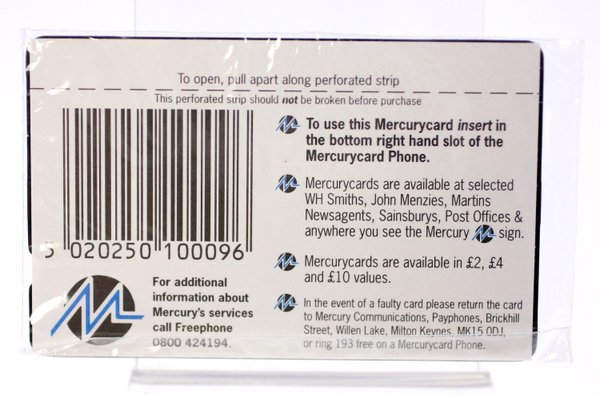 To open, pull apart along perforated strip
This perforated strip should not be broken before purchase
To use this Mercurycard insert in
the bottom right hand slot of the
Mercurycard Phone.
Mercurycards are available at selected
WH Smiths, John Menzies, Martins
Newsagents, Sainsburys, Post Offices &
anywhere you see the Mercury sign.
Mercurycards are available in £2, £4
and £10 values.
In the event of a faulty card please return the card
to Mercury Communications, Payphones, Brickhill
Street, Willen Lake, Milton Keynes, MK15 0DJ,
or ring 193 free on a Mercurycard Phone.
5 020250 100096
For additional
information about
Mercury's services
call Freephone
0800 424194.